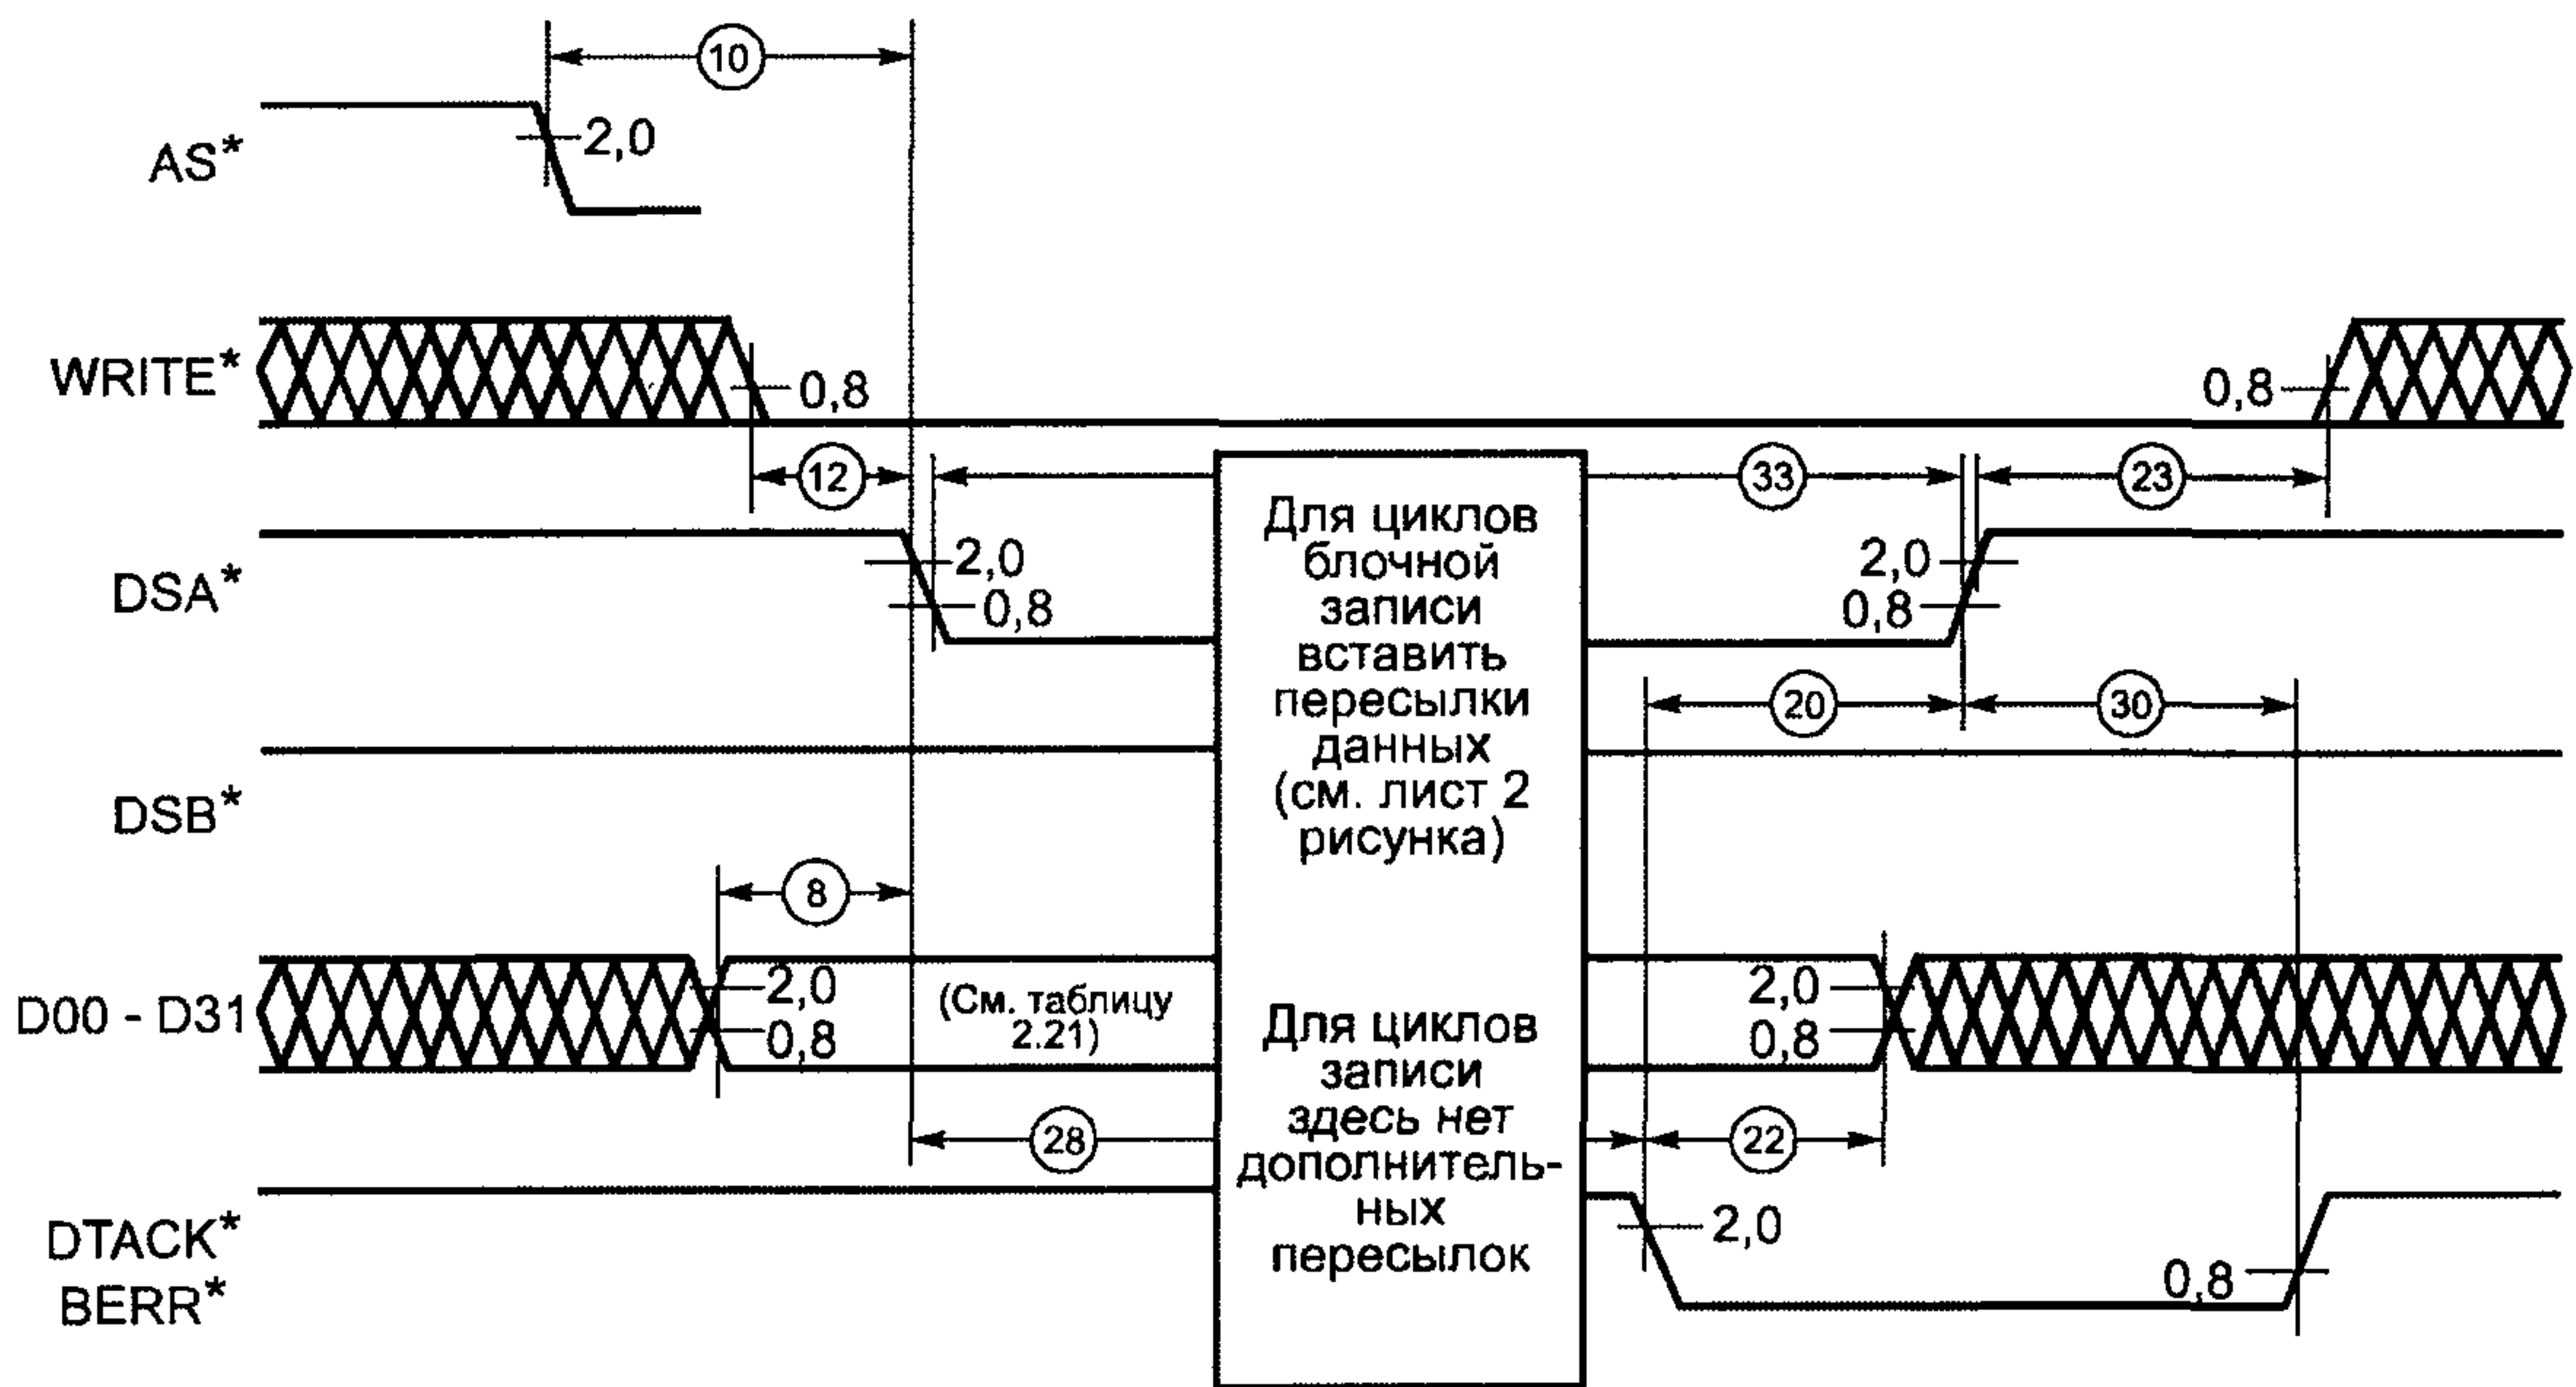 10
AS*
2,0
WRITE*
0,8
0,8
12
33
23
Для циклов
блочной
записи
вставить
пересылки
данных
(см. лист 2
рисунка)
DSA*
2,0
0,8
2,0
0,8
20
30
DSB*
8
D00 - D31
2,0
0,8
(См. таблицу
2.21)
2,0
0,8
Для циклов
записи
здесь нет
дополнитель-
ных
пересылок
28
22
DTACK*
BERR*
2,0
0,8